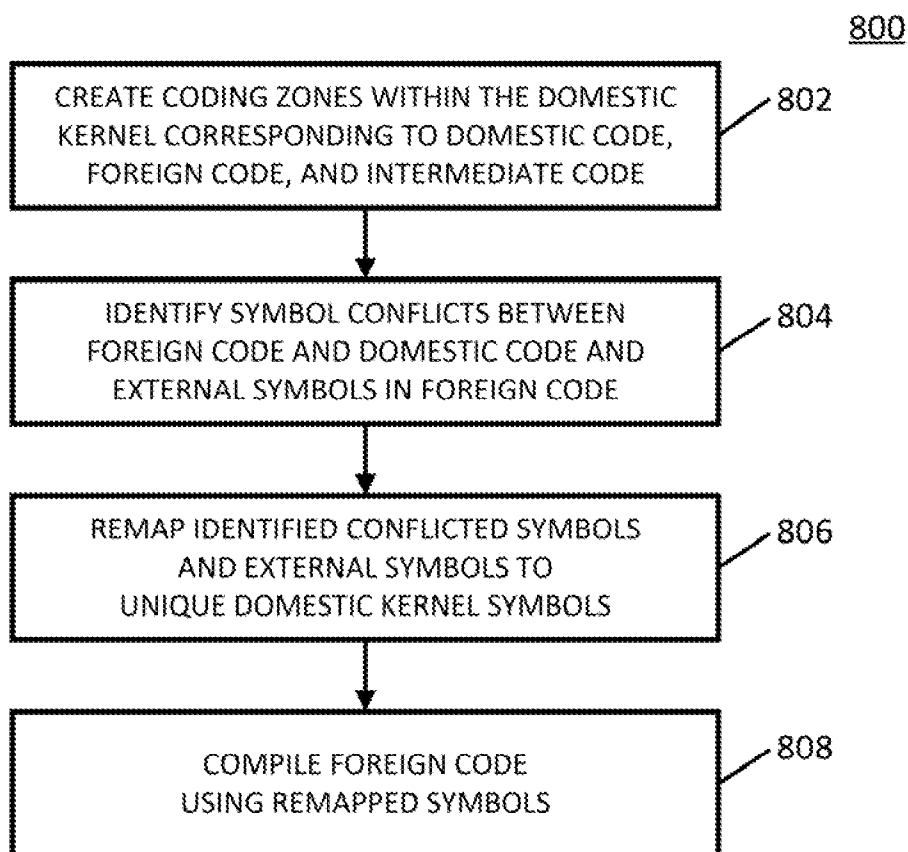 800
CREATE CODING ZONES WITHIN THE DOMESTIC
KERNEL CORRESPONDING TO DOMESTIC CODE,
FOREIGN CODE, AND INTERMEDIATE CODE
802
IDENTIFY SYMBOL CONFLICTS BETWEEN
FOREIGN CODE AND DOMESTIC CODE AND
EXTERNAL SYMBOLS IN FOREIGN CODE
804
REMAP IDENTIFIED CONFLICTED SYMBOLS
AND EXTERNAL SYMBOLS TO
UNIQUE DOMESTIC KERNEL SYMBOLS
806
COMPILE FOREIGN CODE
USING REMAPPED SYMBOLS
808